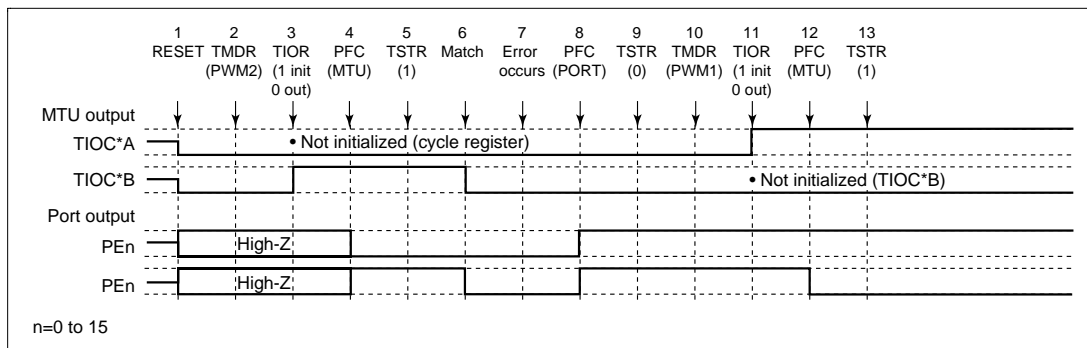 1 2 3 4 5 6 7 8 9 10 11 12 13
RESET TMDR TIOR PFC TSTR Match Error PFC TSTR TMDR TIOR PFC TSTR
(PWM2) (1 init (MTU) (1) occurs (PORT) (0) (PWM1) (1 init (MTU) (1)
0 out) 0 out)
MTU output
TIOC*A • Not initialized (cycle register)
TIOC*B • Not initialized (TIOC*B)
Port output
PEn High-Z
PEn High-Z
n=0 to 15